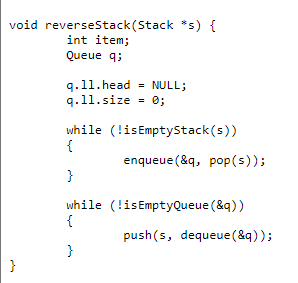 void reverseStack(Stack *s) {
        int item;
        Queue q;

        q.ll.head = NULL;
        q.ll.size = 0;

        while (!isEmptyStack(s))
        {
                enqueue(&q, pop(s));
        }

        while (!isEmptyQueue(&q))
        {
                push(s, dequeue(&q));
        }
}